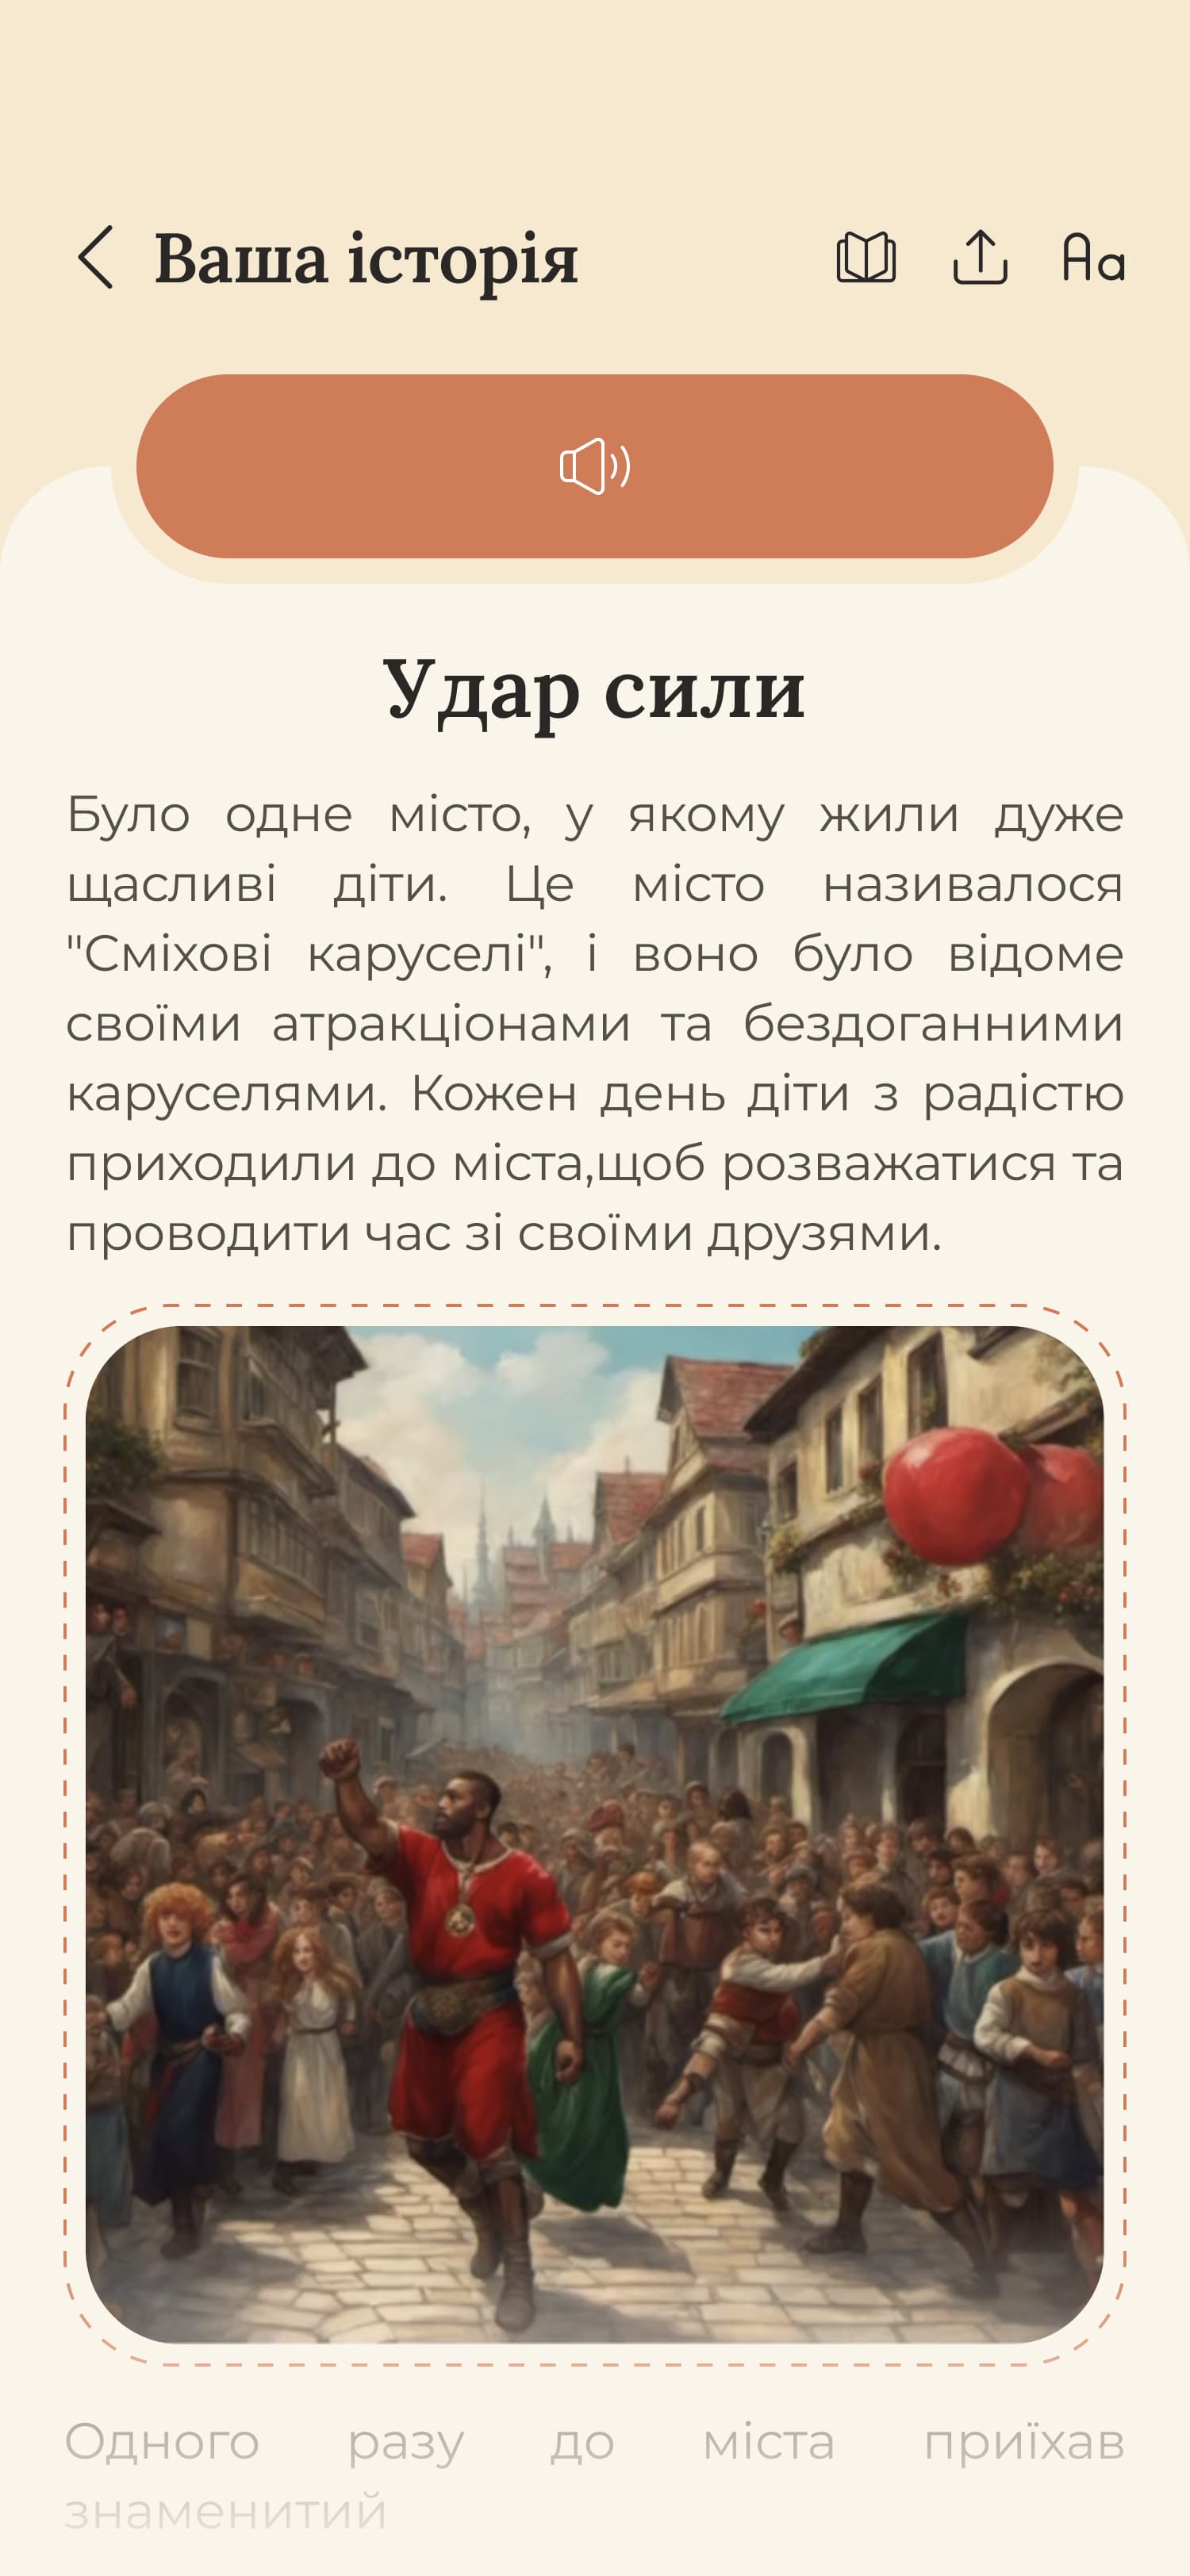 Ваша історія
Aa
Удар сили
Було одне місто, у якому жили дуже
щасливі діти. Це місто називалося
"Сміхові каруселі", і воно було відоме
своїми атракціонами та бездоганними
каруселями. Кожен день діти з радістю
приходили до міста,щоб розважатися та
проводити час зі своїми друзями.
Одного разу до міста приїхав
знаменитий